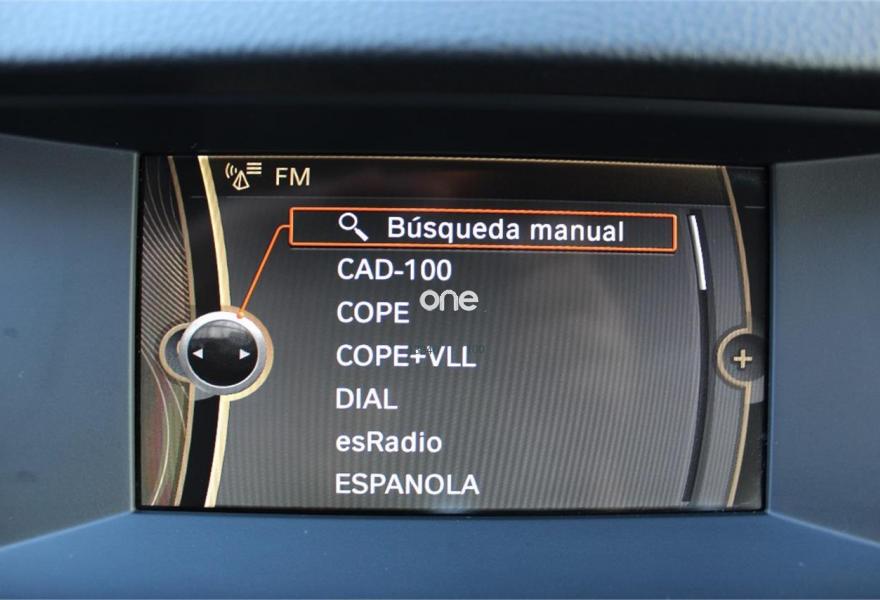 FM
Búsqueda manual
CAD-100
one
COPE
COPE+VLL
DIAL
esRadio
ESPANOLA